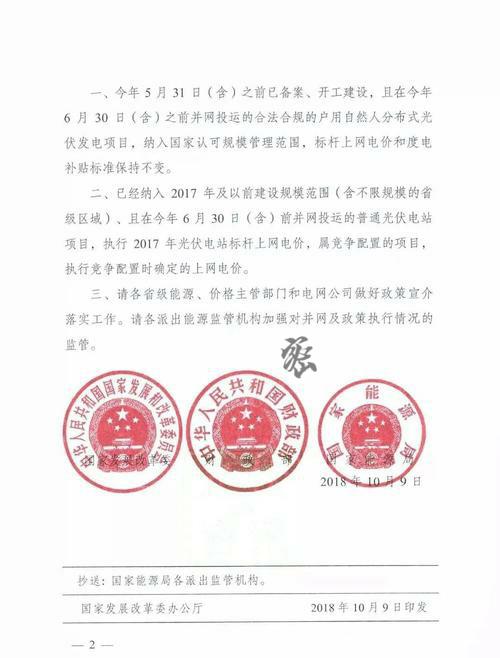 一、今年 5 月 31 日（含）之前已备案、开工建设，且在今年
6 月 30 日（含）之前并网投运的合法合规的户用自然人分布式光
伏发电项目，纳入国家认可规模管理范围，标杆上网电价和度电
补贴标准保持不变。
二、已经纳入 2017 年及以前建设规模范围（含不限规模的省
级区域）、且在今年 6 月 30 日（含）前并网投运的普通光伏电站
项目，执行 2017 年光伏电站标杆上网电价，属竞争配置的项目，
执行竞争配置时确定的上网电价。
三、请各省级能源、价格主管部门和电网公司做好政策宣介
落实工作。请各派出能源监管机构加强对并网及政策执行情况的
监管。
中华人民共和国国家发展和改革委员会
中华人民共和国财政部
国家能源局
国家发展改革委
财政部
国家能源局
2018 年 10 月 9 日
抄送：国家能源局各派出监管机构。
国家发展改革委办公厅 2018 年 10 月 9 日印发
— 2 —